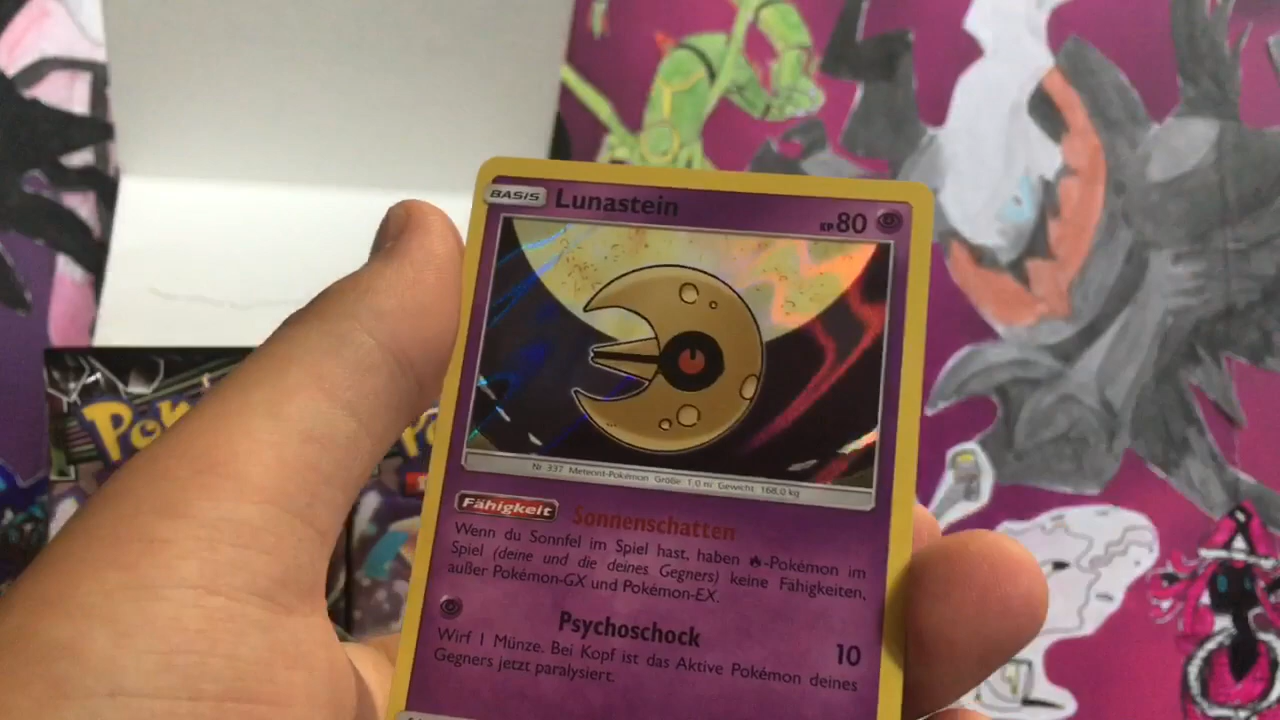 BASIS Lunastein KP80
Nr. 337 Meteorit-Pokémon Größe: 1,0 m Gewicht: 168,0 kg
Fähigkeit Sonnenschatten
Wenn du Sonnfel im Spiel hast, haben -Pokémon im
Spiel (deine und die deines Gegners) keine Fähigkeiten,
außer Pokémon-GX und Pokémon-EX.
Psychoschock 10
Wirf 1 Münze. Bei Kopf ist das Aktive Pokémon deines
Gegners jetzt paralysiert.